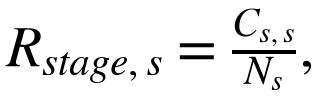 R_{stage, s} = \frac{C_{s, s}}{N_s},